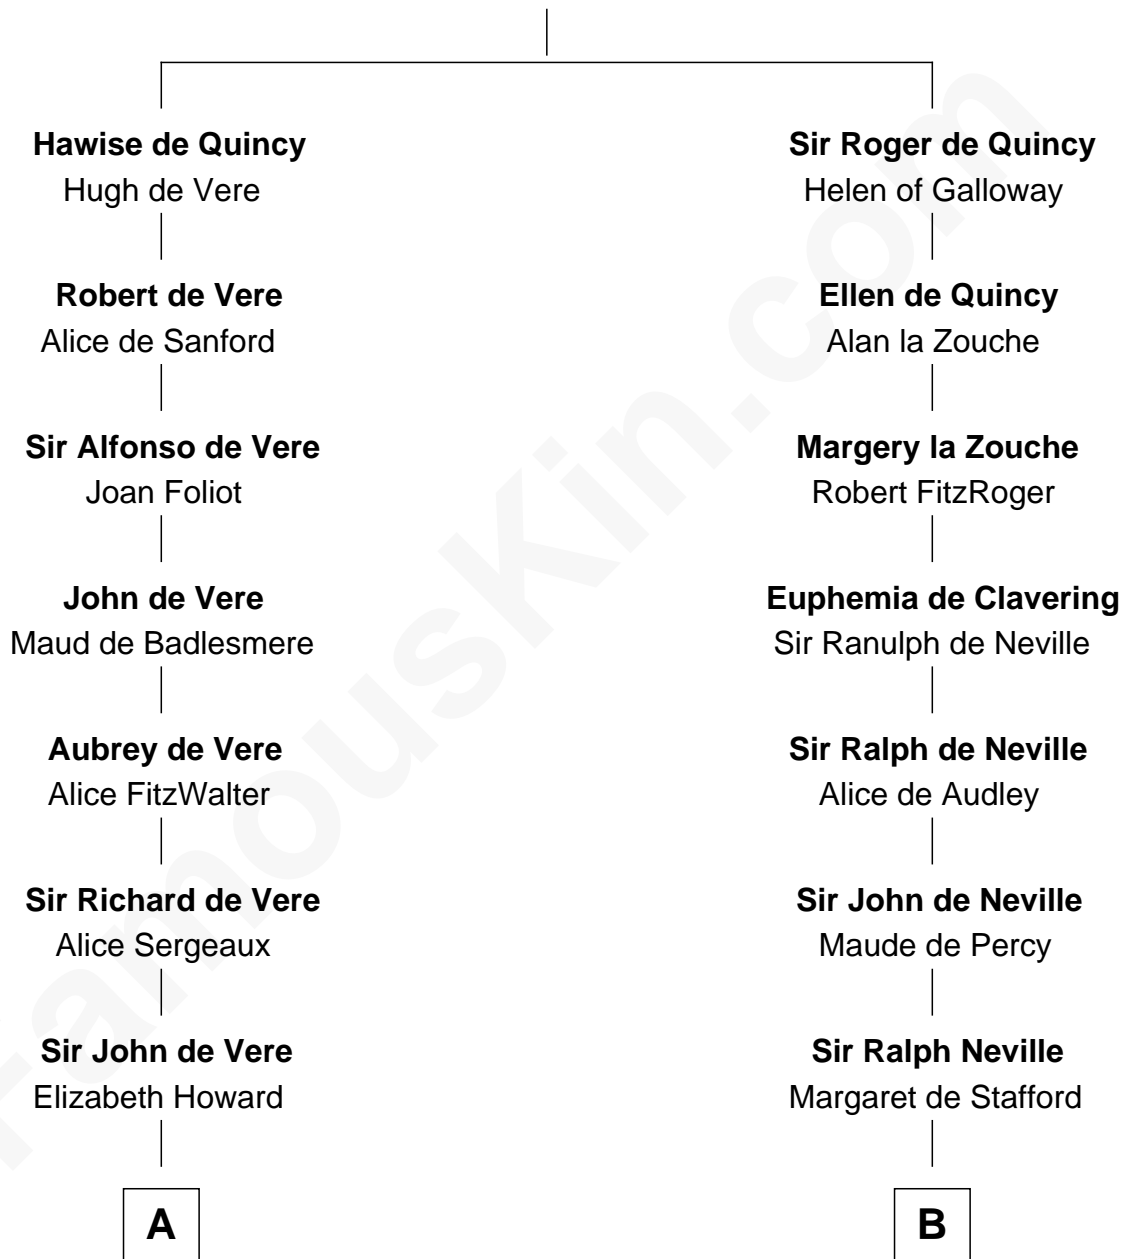 Hawise de Quincy
Hugh de Vere
Robert de Vere
Alice de Sanford
Sir Alfonso de Vere
Joan Foliot
John de Vere
Maud de Badlesmere
Aubrey de Vere
Alice FitzWalter
Sir Richard de Vere
Alice Sergeaux
Sir John de Vere
Elizabeth Howard
A
Sir Roger de Quincy
Helen of Galloway
Ellen de Quincy
Alan la Zouche
Margery la Zouche
Robert FitzRoger
Euphemia de Clavering
Sir Ranulph de Neville
Sir Ralph de Neville
Alice de Audley
Sir John de Neville
Maude de Percy
Sir Ralph Neville
Margaret de Stafford
B
FamousKin.com